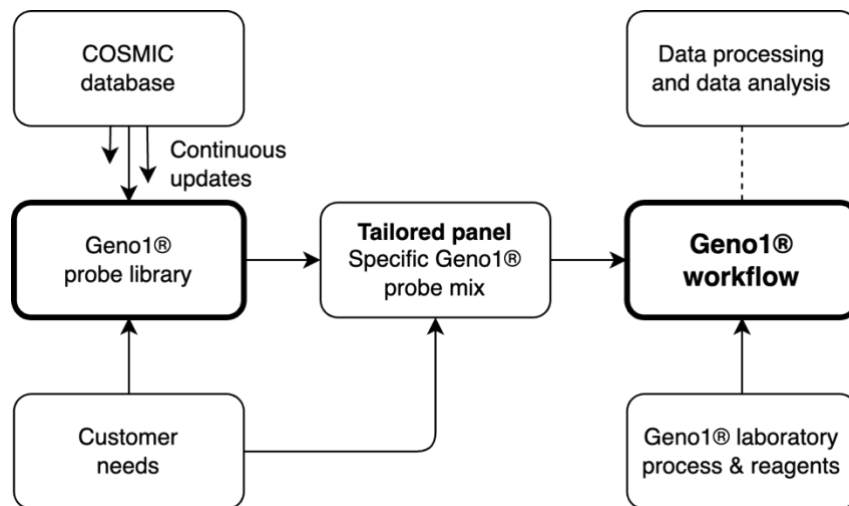 COSMIC
database
Data processing
and data analysis
Continuous
updates
Geno1®
probe library
Tailored panel
Specific Geno1®
probe mix
Geno1®
workflow
Customer
needs
Geno1® laboratory
process & reagents